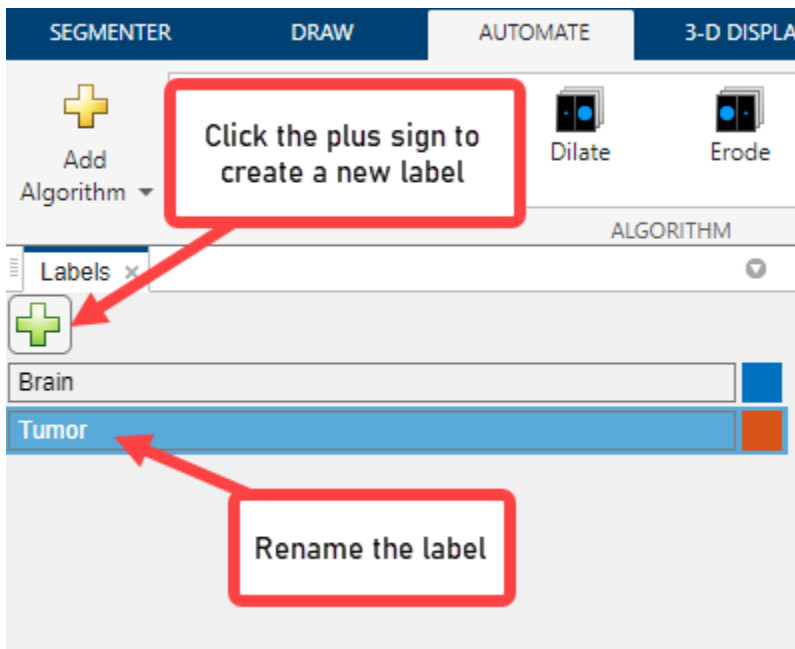 SEGMENTER DRAW AUTOMATE 3-D DISPLA
Click the plus sign to
create a new label
Add
Algorithm
Dilate Erode
ALGORITHM
Labels ×
Brain
Tumor
Rename the label